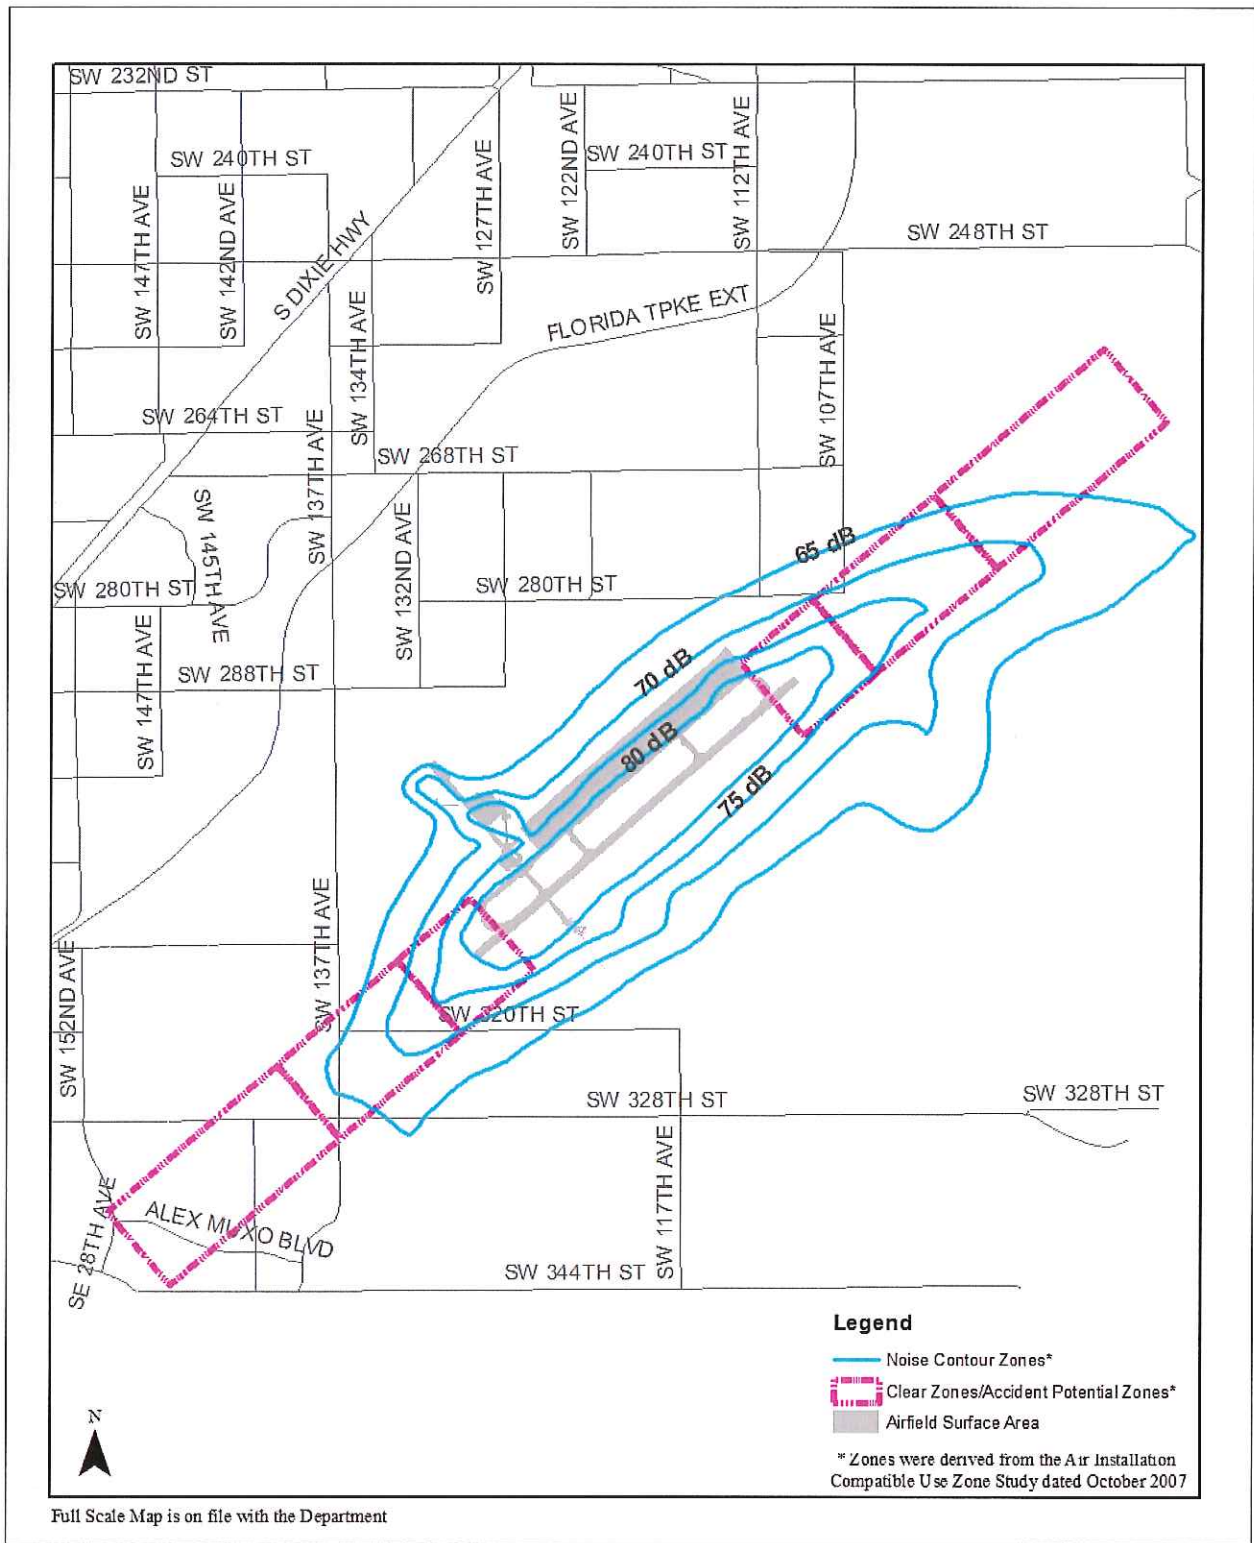 SW 232ND ST
SW 240TH ST
SW 147TH AVE
SW 142ND AVE
S DIXIE HWY
SW 127TH AVE
SW 122ND AVE
SW 240TH ST
SW 112TH AVE
SW 248TH ST
SW 134TH AVE
FLORIDA TPKE EXT
SW 107TH AVE
SW 264TH ST
SW 137TH AVE
SW 268TH ST
SW 145TH AVE
SW 132ND AVE
65 dB
SW 280TH ST
SW 280TH ST
SW 147TH AVE
SW 288TH ST
70 dB
80 dB
75 dB
SW 137TH AVE
SW 152ND AVE
SW 320TH ST
SW 328TH ST
SW 328TH ST
SW 117TH AVE
SE 28TH AVE
ALEX MUXO BLVD
SW 344TH ST
Legend
Noise Contour Zones*
Clear Zones/Accident Potential Zones*
Airfield Surface Area
* Zones were derived from the Air Installation
Compatible Use Zone Study dated October 2007
N
Full Scale Map is on file with the Department